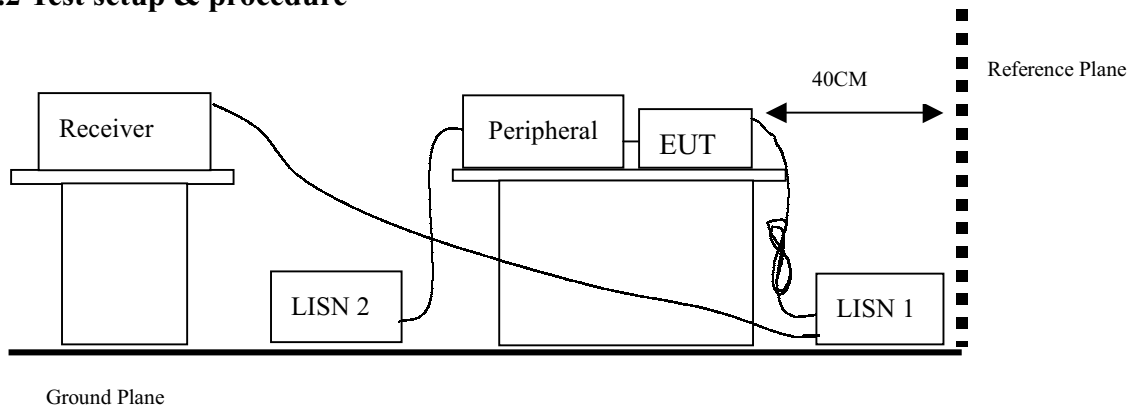 .2 Test setup & procedure
Reference Plane
40CM
Receiver
Peripheral
EUT
LISN 2
LISN 1
Ground Plane